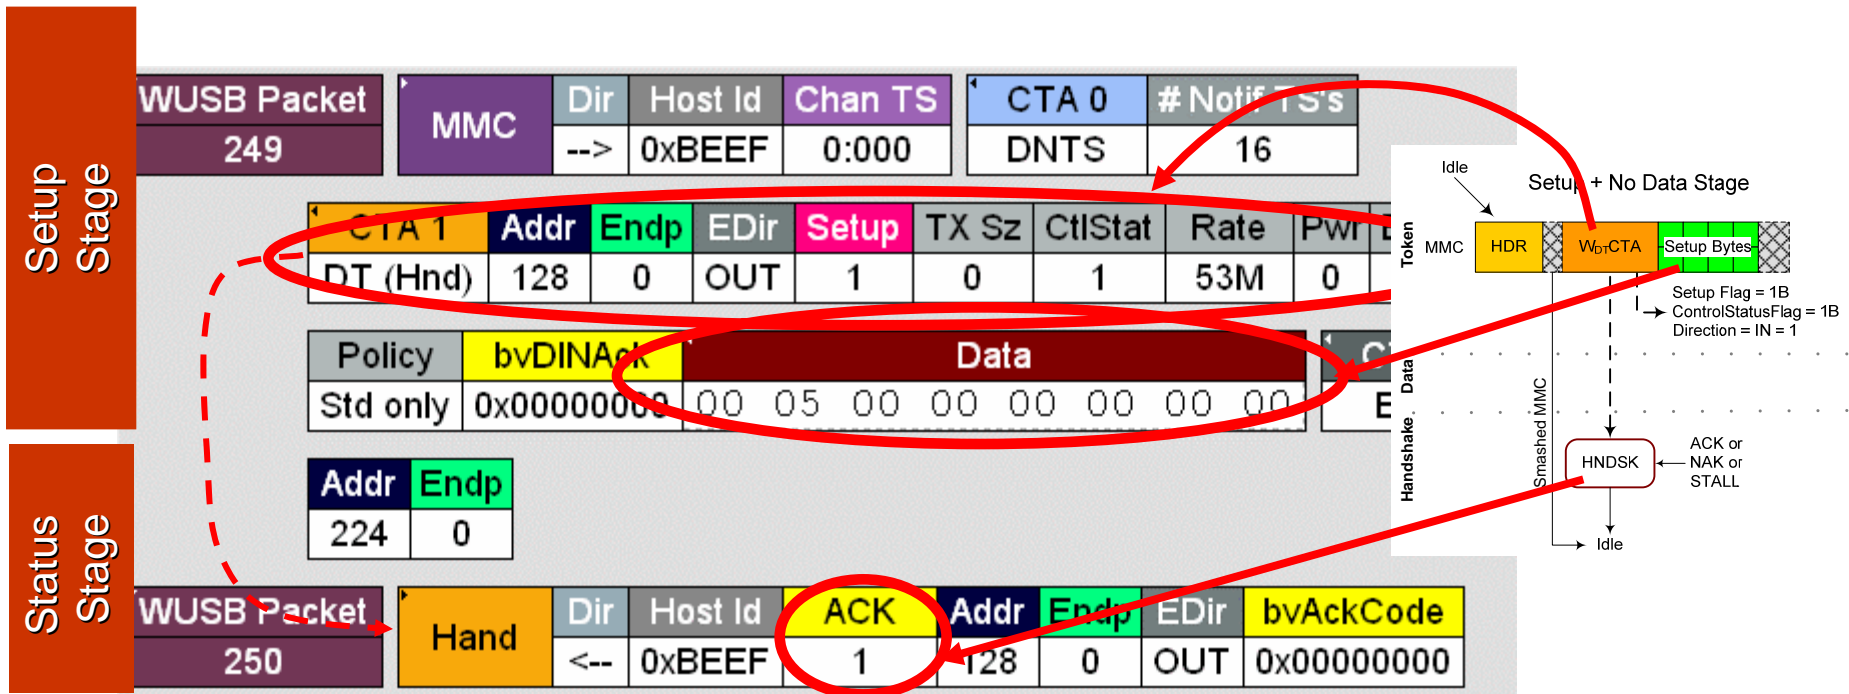 Setup
Stage
WUSB Packet
249
MMC
Dir
-->
Host Id
0xBEEF
Chan TS
0:000
CTA 0
DNTS
# Notif TS's
16
CTA 1
DT (Hnd)
Addr
128
Endp
0
EDir
OUT
Setup
1
TX Sz
0
CtlStat
1
Rate
53M
Pwr
0
Policy
Std only
bvDINAck
0x00000000
Data
00 05 00 00 00 00 00 00
Addr
224
Endp
0
Status
Stage
WUSB Packet
250
Hand
Dir
<--
Host Id
0xBEEF
ACK
1
Addr
128
Endp
0
EDir
OUT
bvAckCode
0x00000000
Idle
Setup + No Data Stage
Token
MMC
HDR
WDTCTA
Setup Bytes
Setup Flag = 1B
ControlStatusFlag = 1B
Direction = IN = 1
Data
Smashed MMC
Handshake
HNDSK
ACK or
NAK or
STALL
Idle